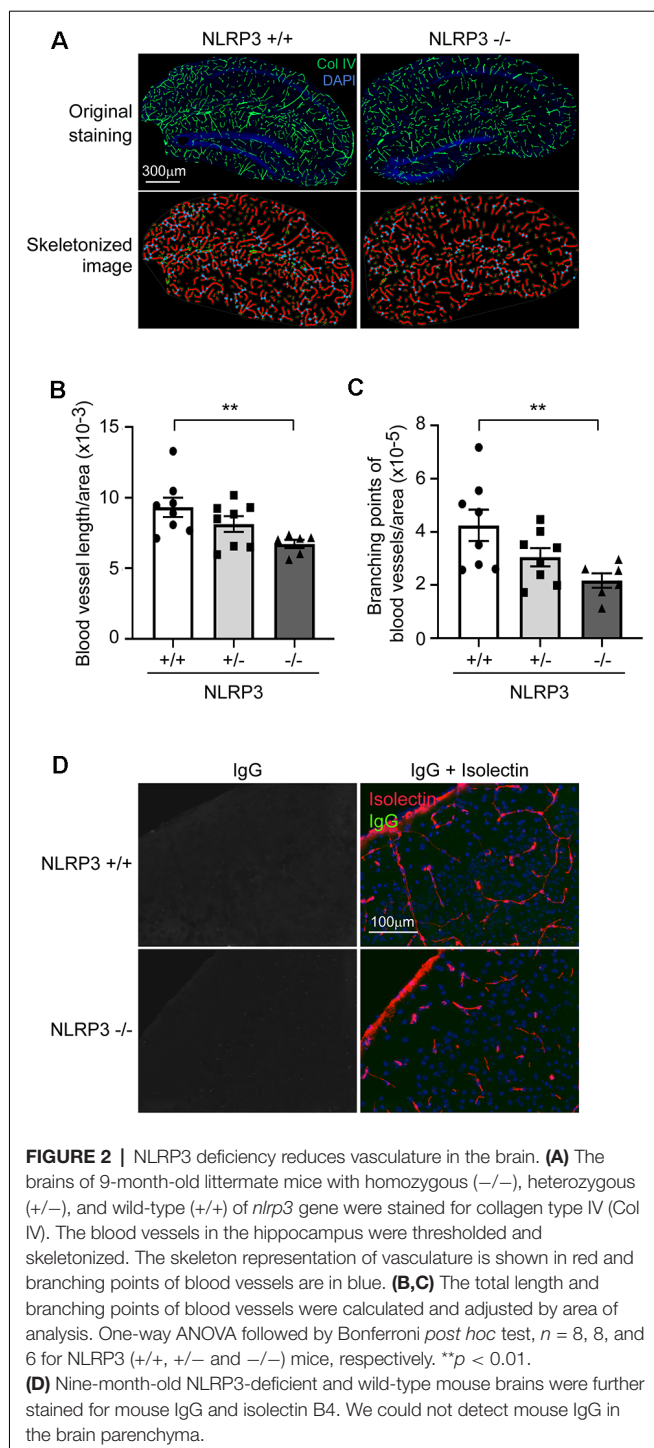 A
NLRP3 +/+
NLRP3 -/-
Col IV
DAPI
Original
staining
300μm
Skeletonized
image
B
Blood vessel length/area (x10-3)
15
10
5
0
**
+/+
+/-
-/-
NLRP3
C
Branching points of
blood vessels/area (x10-5)
8
6
4
2
0
**
+/+
+/-
-/-
NLRP3
D
IgG
IgG + Isolectin
Isolectin
IgG
NLRP3 +/+
100μm
NLRP3 -/-
FIGURE 2 | NLRP3 deficiency reduces vasculature in the brain. (A) The
brains of 9-month-old littermate mice with homozygous (−/−), heterozygous
(+/−), and wild-type (+/+) of nlrp3 gene were stained for collagen type IV (Col
IV). The blood vessels in the hippocampus were thresholded and
skeletonized. The skeleton representation of vasculature is shown in red and
branching points of blood vessels are in blue. (B,C) The total length and
branching points of blood vessels were calculated and adjusted by area of
analysis. One-way ANOVA followed by Bonferroni post hoc test, n = 8, 8, and
6 for NLRP3 (+/+, +/− and −/−) mice, respectively. **p < 0.01.
(D) Nine-month-old NLRP3-deficient and wild-type mouse brains were further
stained for mouse IgG and isolectin B4. We could not detect mouse IgG in
the brain parenchyma.